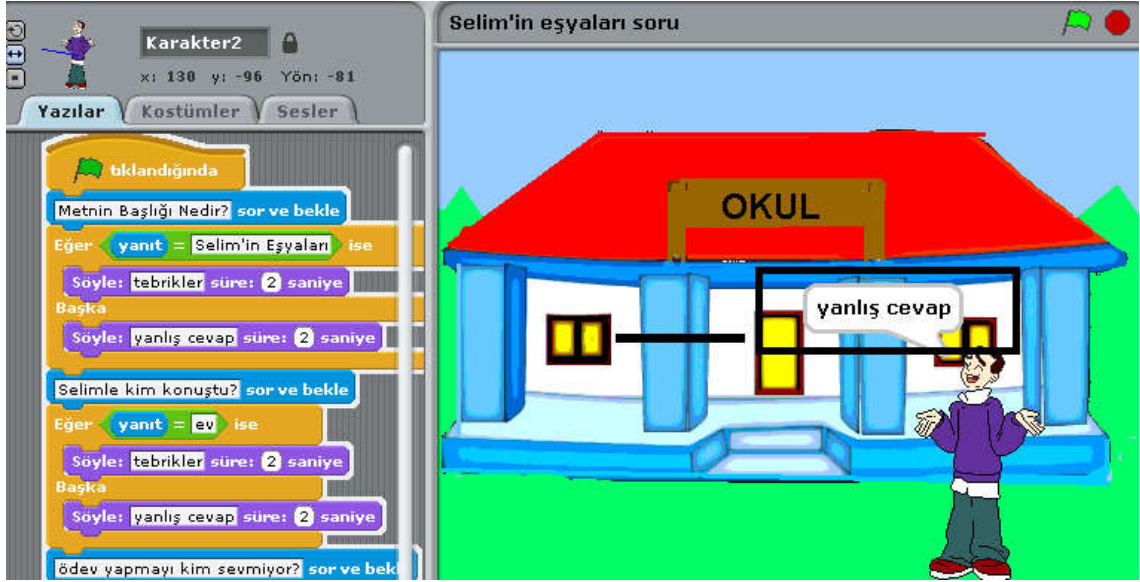 Karakter2
x: 130 y: -96 Yön: -81
Yazılar Kostümler Sesler
tıklandığında
Metnin Başlığı Nedir? sor ve bekle
Eğer yanıt = Selim'in Eşyaları ise
Söyle: tebrikler süre: 2 saniye
Başka
Söyle: yanlış cevap süre: 2 saniye
Selimle kim konuştu? sor ve bekle
Eğer yanıt = ev ise
Söyle: tebrikler süre: 2 saniye
Başka
Söyle: yanlış cevap süre: 2 saniye
ödev yapmayı kim sevmiyor? sor ve bek
Selim'in eşyaları soru
OKUL
yanlış cevap